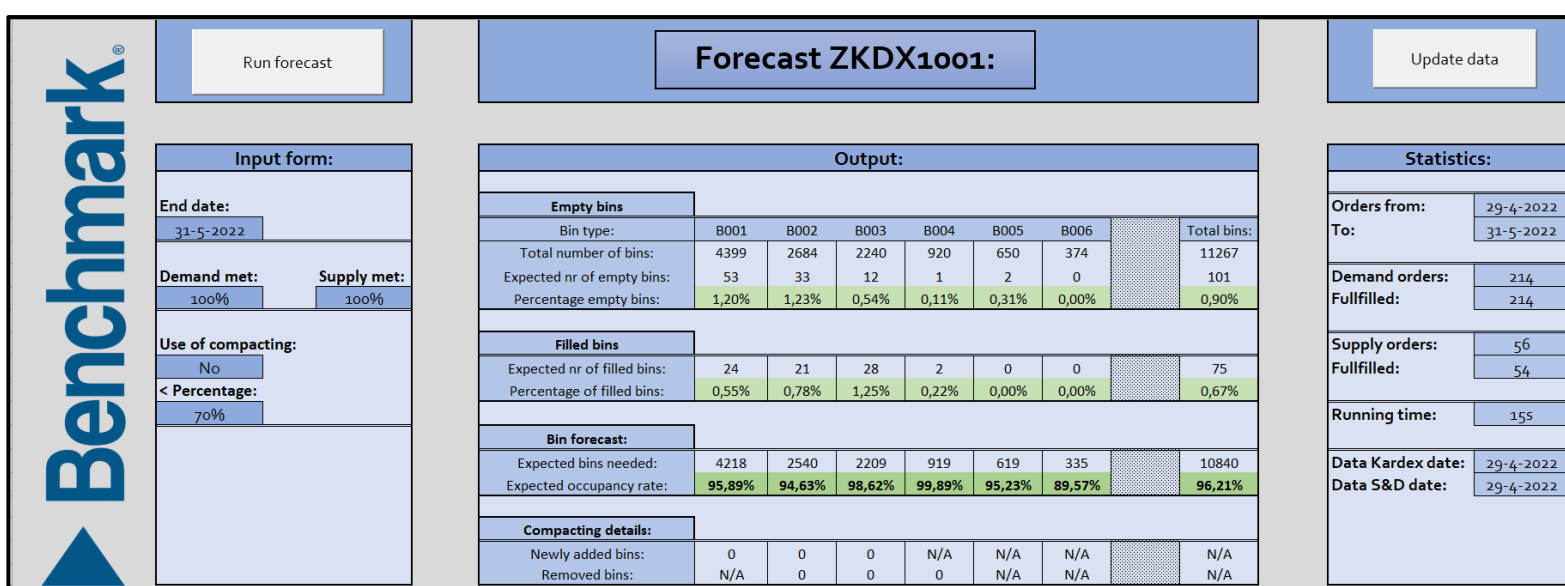 Benchmark®
Run forecast
Forecast ZKDX1001:
Update data
Input form:
End date:
31-5-2022
Demand met: Supply met:
100% 100%
Use of compacting:
No
< Percentage:
70%
Output:
Empty bins
Bin type: B001 B002 B003 B004 B005 B006 Total bins:
Total number of bins: 4399 2684 2240 920 650 374 11267
Expected nr of empty bins: 53 33 12 1 2 0 101
Percentage empty bins: 1,20% 1,23% 0,54% 0,11% 0,31% 0,00% 0,90%
Filled bins
Expected nr of filled bins: 24 21 28 2 0 0 75
Percentage of filled bins: 0,55% 0,78% 1,25% 0,22% 0,00% 0,00% 0,67%
Bin forecast:
Expected bins needed: 4218 2540 2209 919 619 335 10840
Expected occupancy rate: 95,89% 94,63% 98,62% 99,89% 95,23% 89,57% 96,21%
Compacting details:
Newly added bins: 0 0 0 N/A N/A N/A N/A
Removed bins: N/A 0 0 0 N/A N/A N/A
Statistics:
Orders from: 29-4-2022
To: 31-5-2022
Demand orders: 214
Fullfilled: 214
Supply orders: 56
Fullfilled: 54
Running time: 15s
Data Kardex date: 29-4-2022
Data S&D date: 29-4-2022